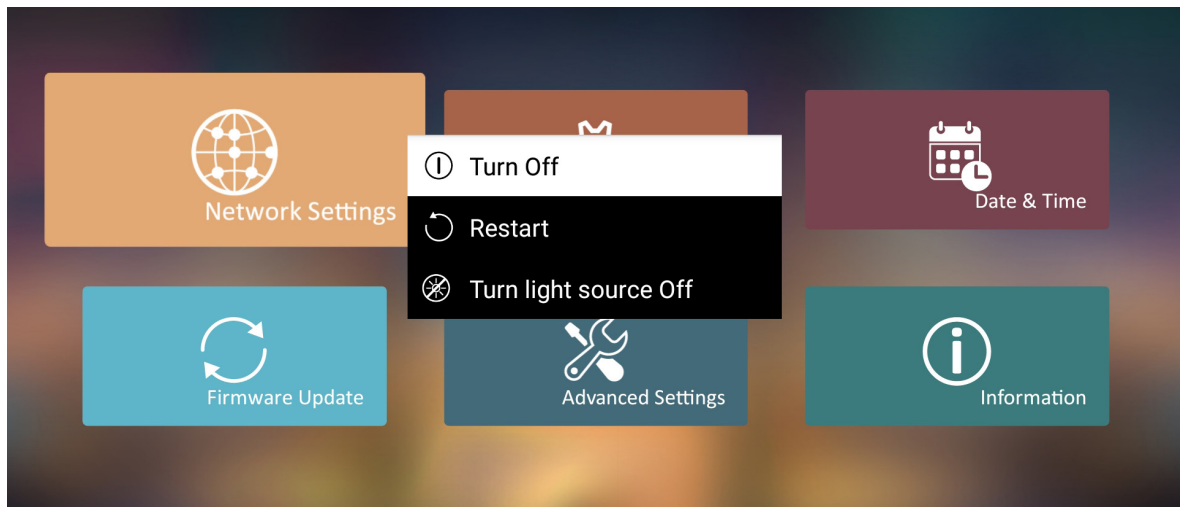 Network Settings
Date & Time
Turn Off
Restart
Turn light source Off
Firmware Update
Advanced Settings
Information